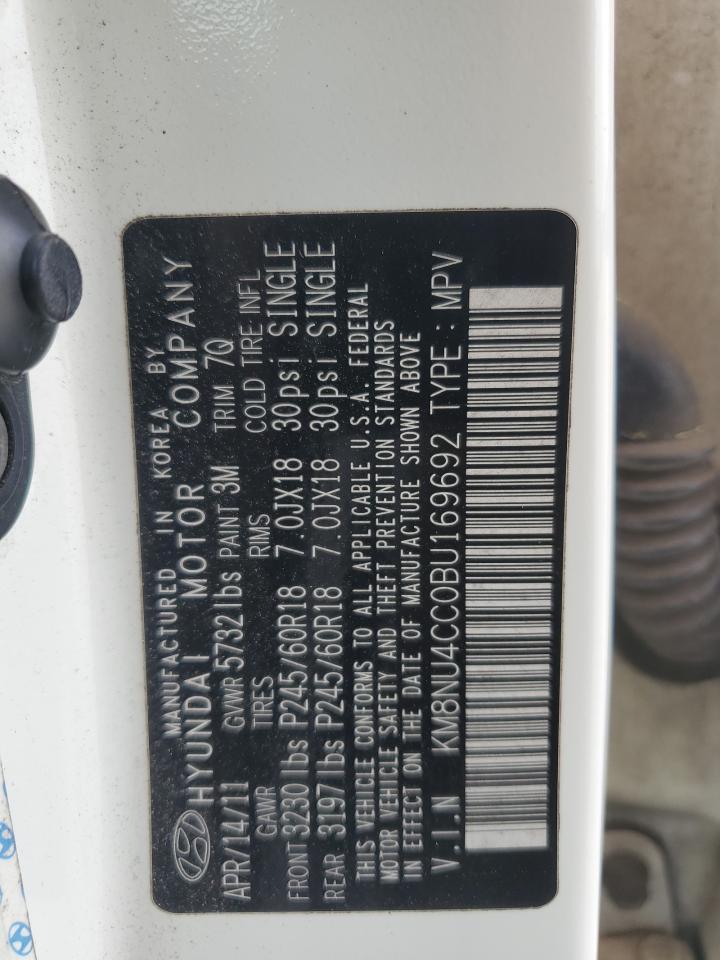 MANUFACTURED IN KOREA BY
HYUNDAI MOTOR COMPANY
APR/14/11 GVWR 5732lbs PAINT 3M TRIM 7Q
GAWR TIRES RIMS COLD TIRE INFL
FRONT 3230 lbs P245/60R18 7.0JX18 30psi SINGLE
REAR 3197 lbs P245/60R18 7.0JX18 30psi SINGLE
THIS VEHICLE CONFORMS TO ALL APPLICABLE U.S.A. FEDERAL
MOTOR VEHICLE SAFETY AND THEFT PREVENTION STANDARDS
IN EFFECT ON THE DATE OF MANUFACTURE SHOWN ABOVE
V.I.N KM8NU4CC0BU169692 TYPE : MPV